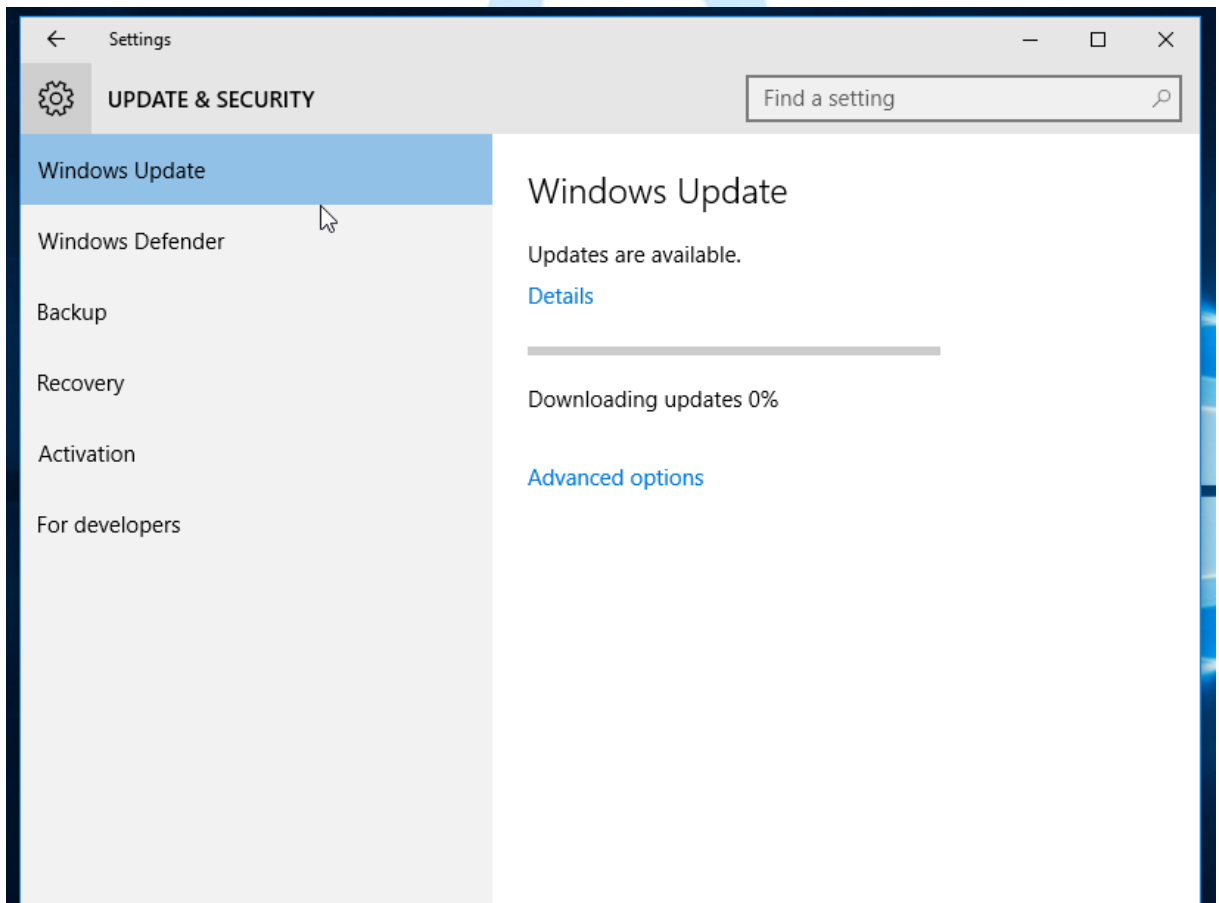 Settings
UPDATE & SECURITY
Find a setting
Windows Update
Windows Defender
Backup
Recovery
Activation
For developers
Windows Update
Updates are available.
Details
Downloading updates 0%
Advanced options